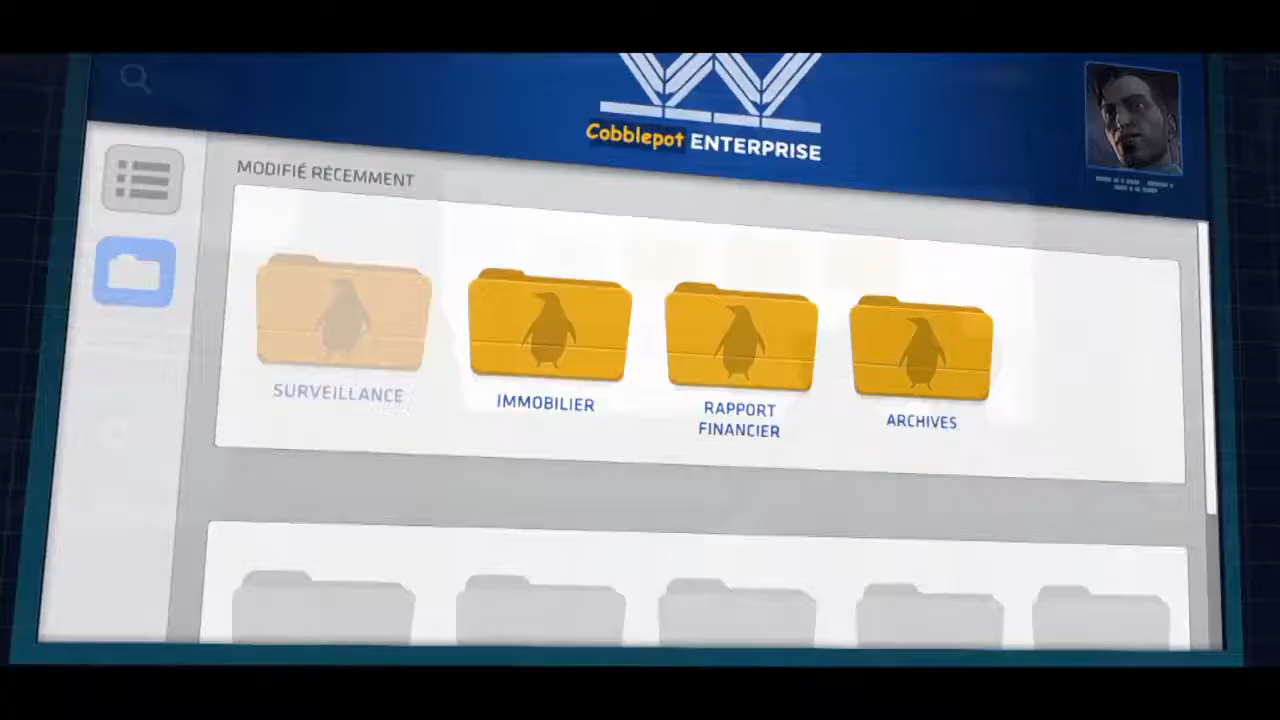 Cobblepot ENTERPRISE
MODIFIÉ RÉCEMMENT
SURVEILLANCE
IMMOBILIER
RAPPORT
FINANCIER
ARCHIVES